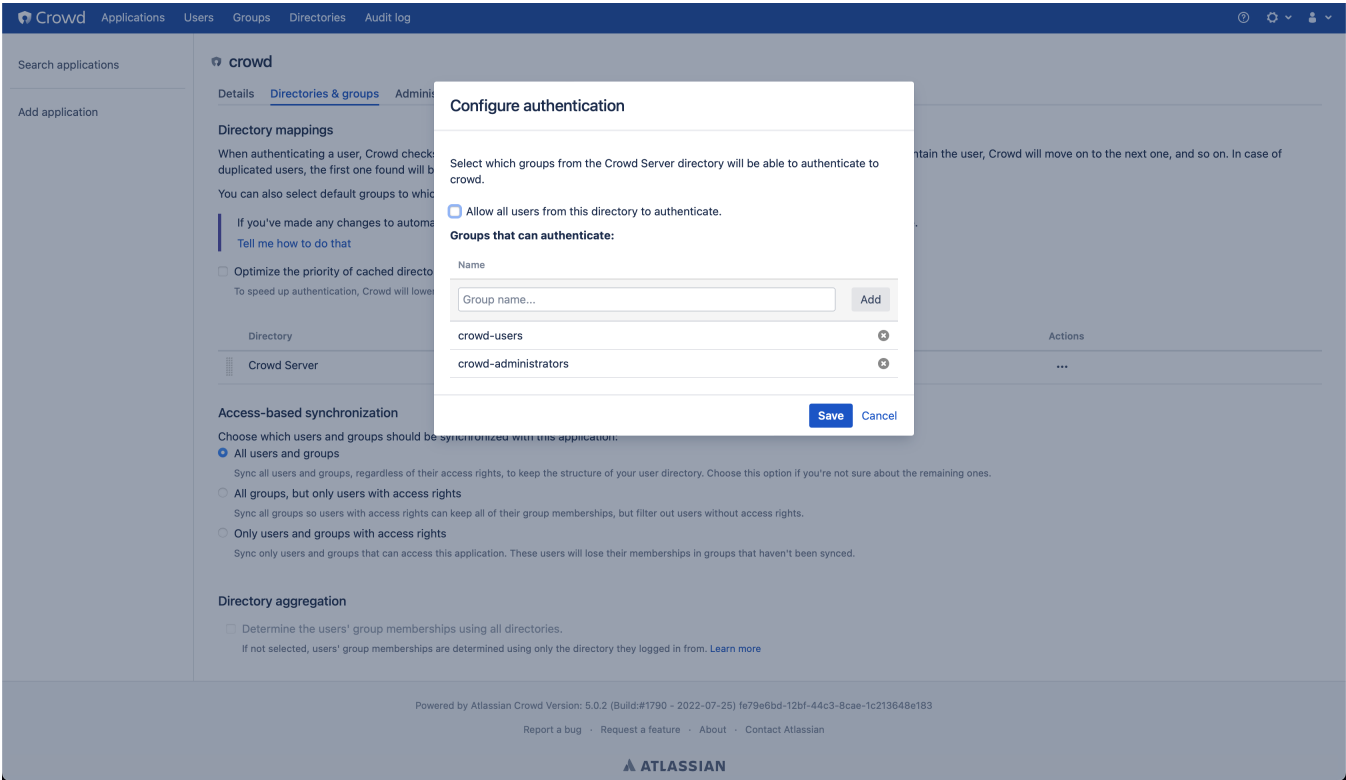 Crowd Applications Users Groups Directories Audit log
Search applications
Add application
crowd
Details Directories & groups Adminis
Directory mappings
When authenticating a user, Crowd checks
ntain the user, Crowd will move on to the next one, and so on. In case of
duplicated users, the first one found will b
You can also select default groups to whic
If you've made any changes to automa
Tell me how to do that
Optimize the priority of cached directo
To speed up authentication, Crowd will lower
Directory Actions
Crowd Server
Configure authentication
Select which groups from the Crowd Server directory will be able to authenticate to
crowd.
Allow all users from this directory to authenticate.
Groups that can authenticate:
Name
Group name... Add
crowd-users
crowd-administrators
Save Cancel
Access-based synchronization
Choose which users and groups should be synchronized with this application:
All users and groups
Sync all users and groups, regardless of their access rights, to keep the structure of your user directory. Choose this option if you're not sure about the remaining ones.
All groups, but only users with access rights
Sync all groups so users with access rights can keep all of their group memberships, but filter out users without access rights.
Only users and groups with access rights
Sync only users and groups that can access this application. These users will lose their memberships in groups that haven't been synced.
Directory aggregation
Determine the users' group memberships using all directories.
If not selected, users' group memberships are determined using only the directory they logged in from. Learn more
Powered by Atlassian Crowd Version: 5.0.2 (Build:#1790 - 2022-07-25) fe79e6bd-12bf-44c3-8cae-1c213648e183
Report a bug · Request a feature · About · Contact Atlassian
ATLASSIAN